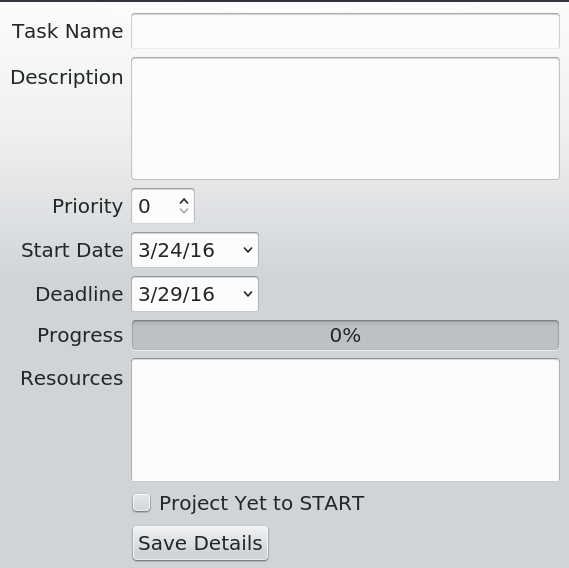 Task Name
Description
Priority 0
Start Date 3/24/16
Deadline 3/29/16
Progress 0%
Resources
Project Yet to START
Save Details